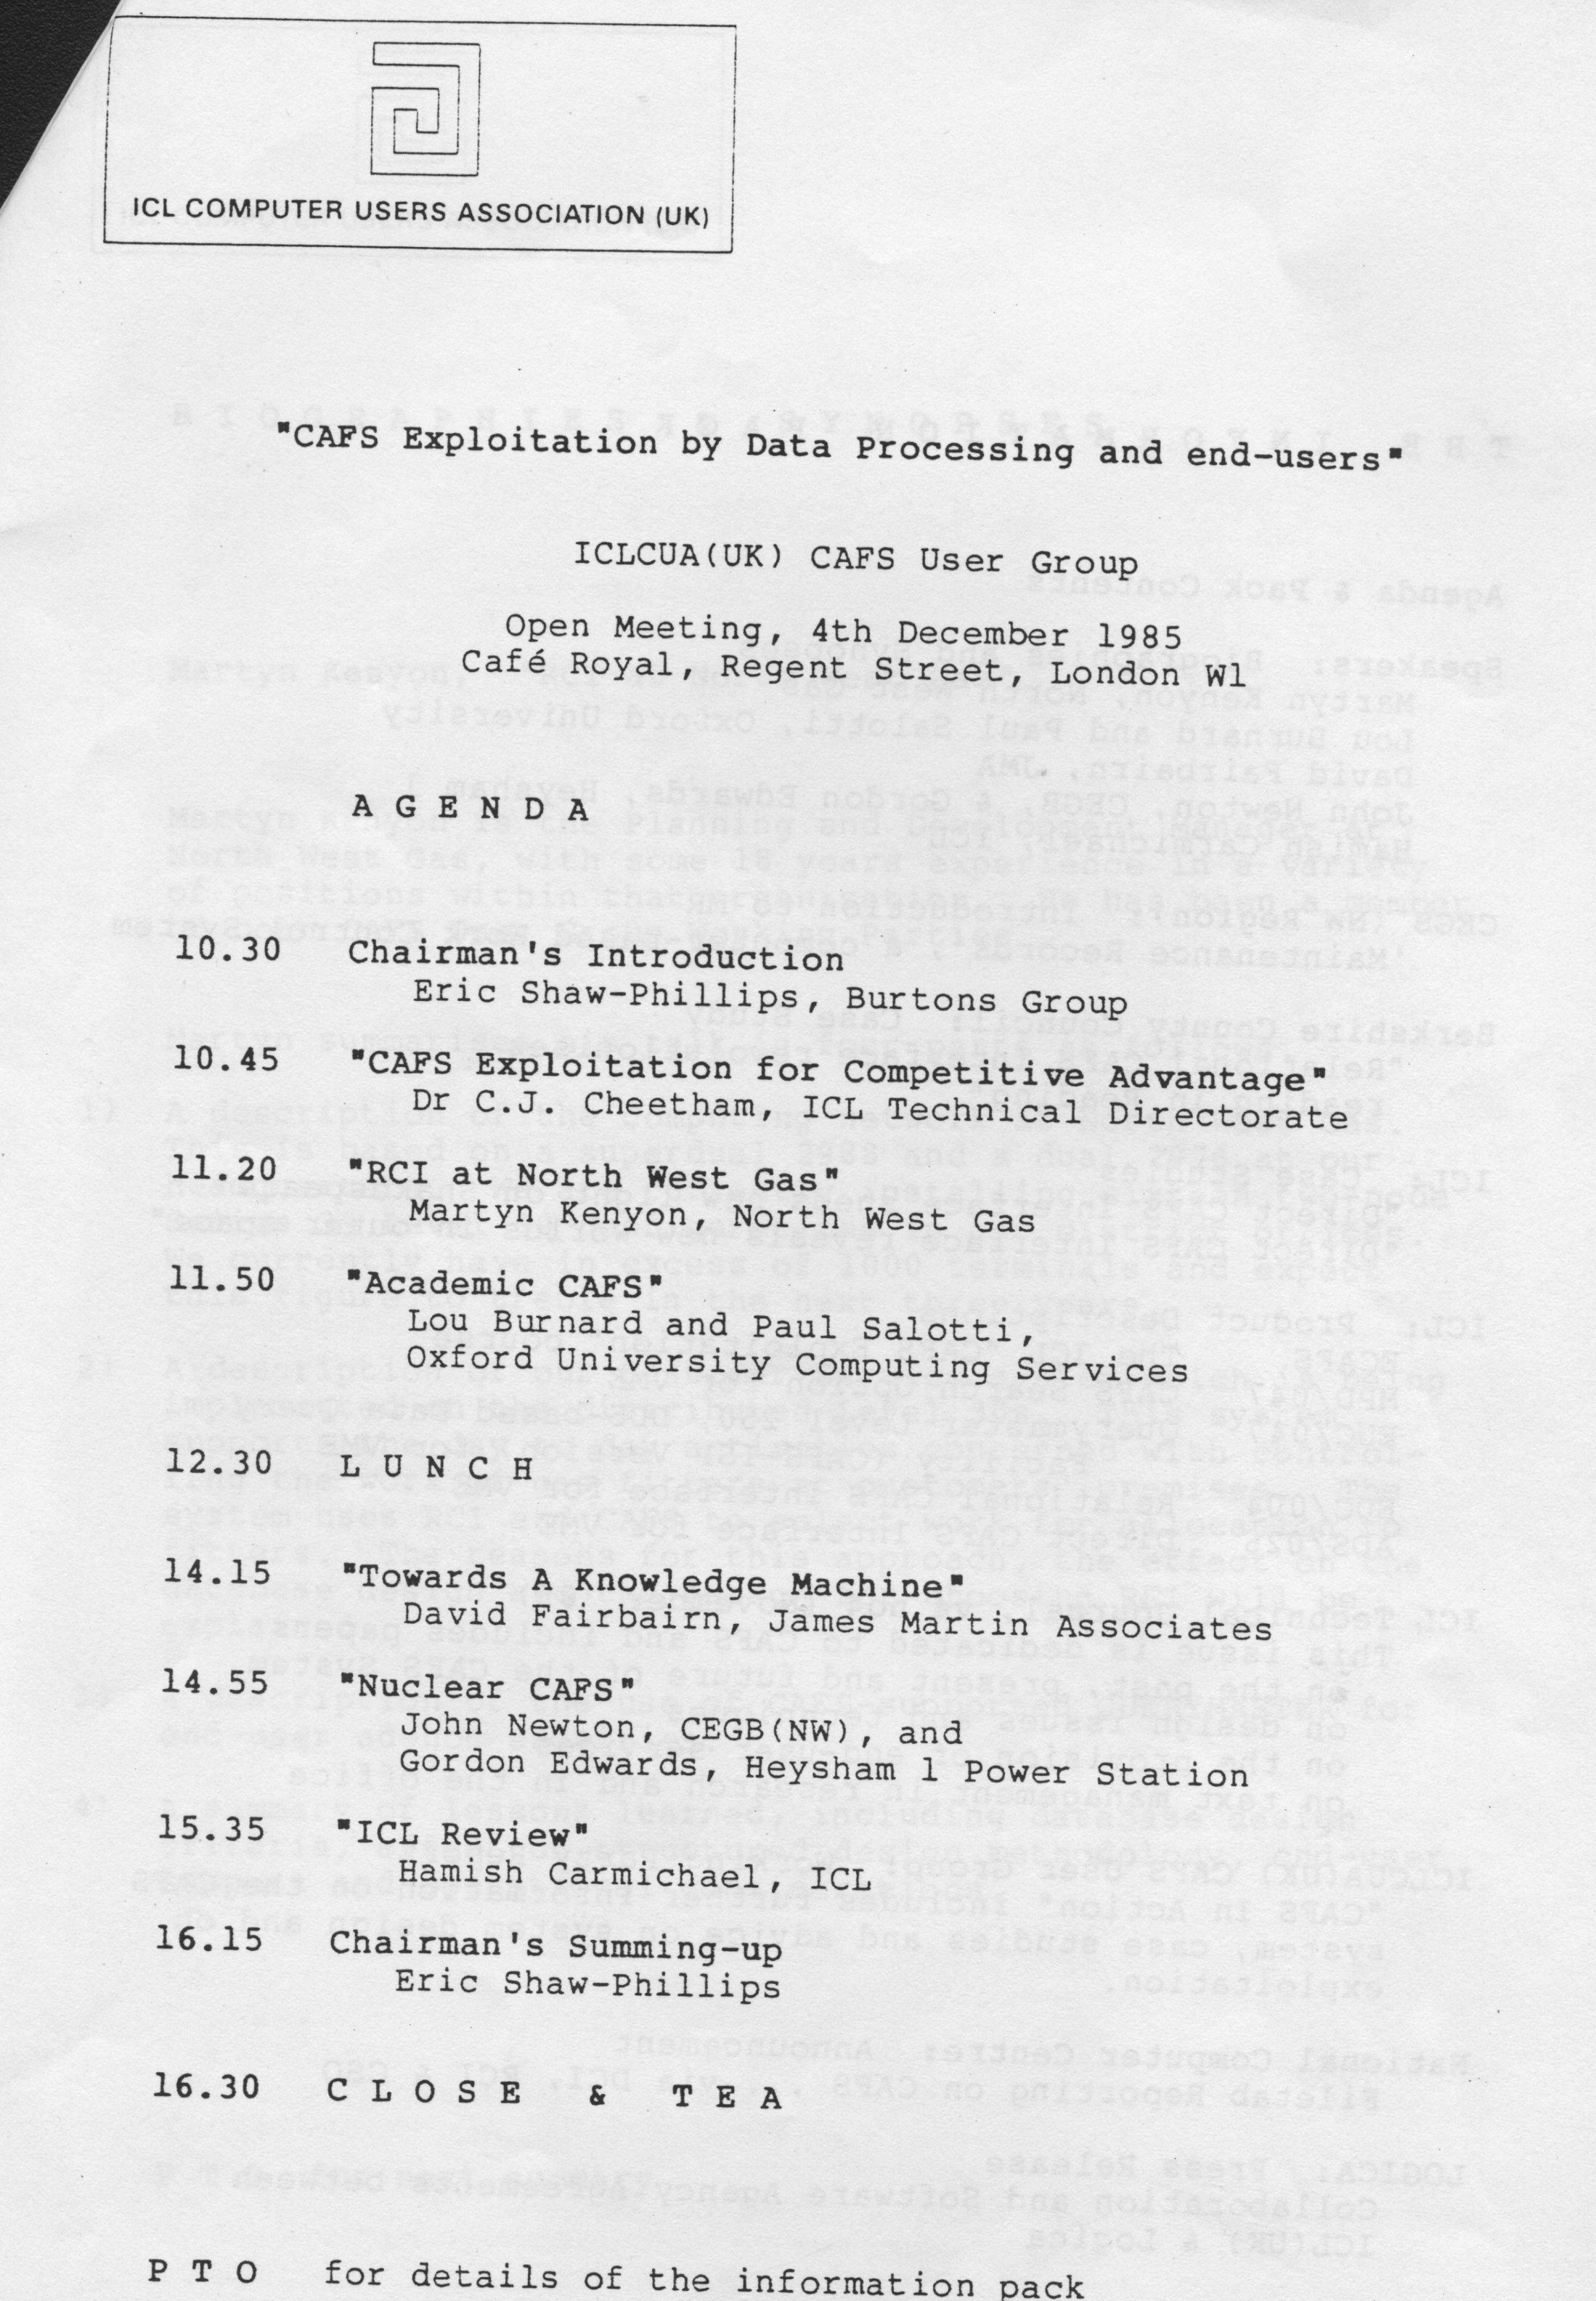 ICL COMPUTER USERS ASSOCIATION (UK)
"CAFS Exploitation by Data Processing and end-users"
ICLCUA(UK) CAFS User Group
Open Meeting, 4th December 1985
Café Royal, Regent Street, London W1
A G E N D A
10.30 Chairman's Introduction
Eric Shaw-Phillips, Burtons Group
10.45 "CAFS Exploitation for Competitive Advantage"
Dr C.J. Cheetham, ICL Technical Directorate
11.20 "RCI at North West Gas"
Martyn Kenyon, North West Gas
11.50 "Academic CAFS"
Lou Burnard and Paul Salotti,
Oxford University Computing Services
12.30 L U N C H
14.15 "Towards A Knowledge Machine"
David Fairbairn, James Martin Associates
14.55 "Nuclear CAFS"
John Newton, CEGB(NW), and
Gordon Edwards, Heysham 1 Power Station
15.35 "ICL Review"
Hamish Carmichael, ICL
16.15 Chairman's Summing-up
Eric Shaw-Phillips
16.30 C L O S E & T E A
P T O for details of the information pack